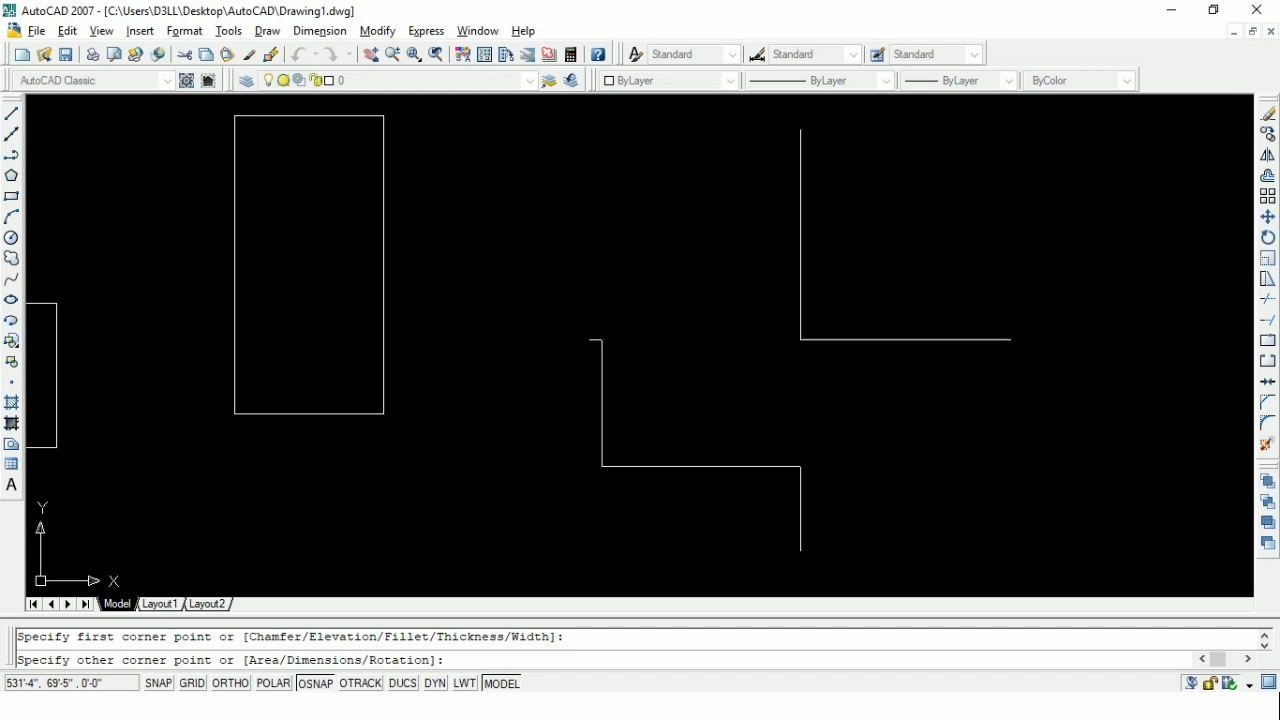 AutoCAD 2007 - [C:\Users\D3LL\Desktop\AutoCAD\Drawing1.dwg]
File Edit View Insert Format Tools Draw Dimension Modify Express Window Help
Standard Standard Standard
AutoCAD Classic 0 ByLayer ByLayer ByLayer ByColor
A
Y
X
Model Layout1 Layout2
Specify first corner point or [Chamfer/Elevation/Fillet/Thickness/Width]:
Specify other corner point or [Area/Dimensions/Rotation]:
531'-4", 69'-5" , 0'-0" SNAP GRID ORTHO POLAR OSNAP OTRACK DUCS DYN LWT MODEL